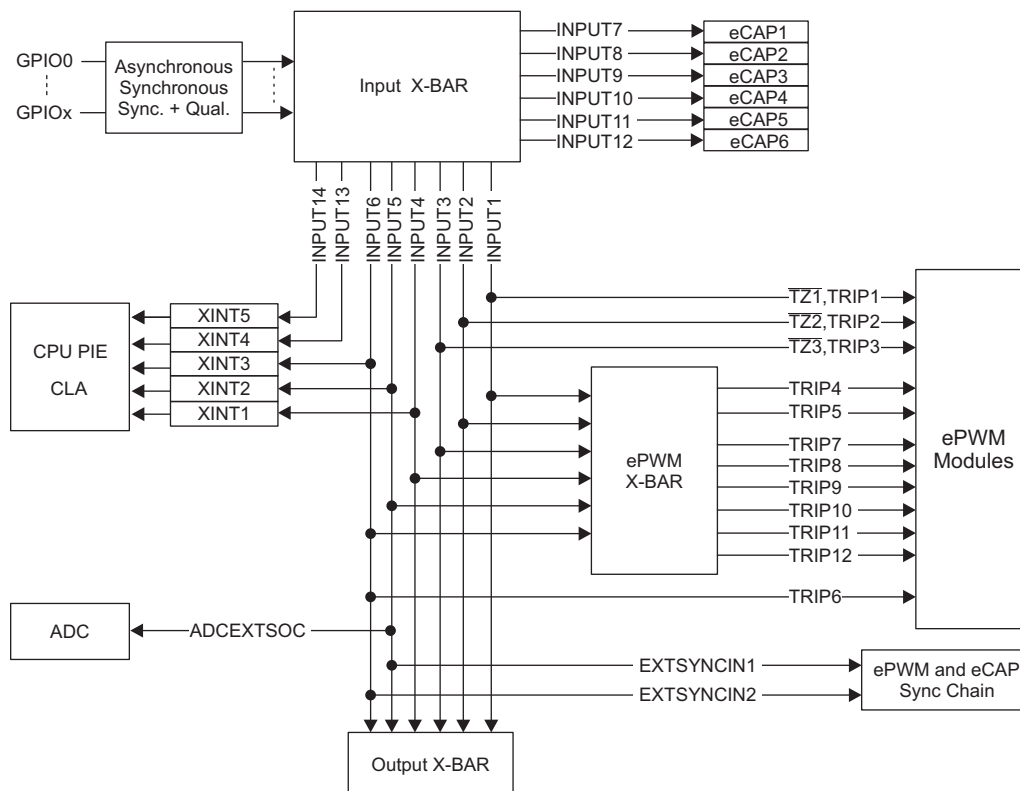 GPIO0
GPIOx
Asynchronous
Synchronous
Sync. + Qual.
Input X-BAR
INPUT7
INPUT8
INPUT9
INPUT10
INPUT11
INPUT12
eCAP1
eCAP2
eCAP3
eCAP4
eCAP5
eCAP6
INPUT14
INPUT13
INPUT6
INPUT5
INPUT4
INPUT3
INPUT2
INPUT1
CPU PIE
CLA
XINT5
XINT4
XINT3
XINT2
XINT1
TZ1,TRIP1
TZ2,TRIP2
TZ3,TRIP3
ePWM
X-BAR
TRIP4
TRIP5
TRIP7
TRIP8
TRIP9
TRIP10
TRIP11
TRIP12
TRIP6
ePWM
Modules
ADC
ADCEXTSOC
EXTSYNCIN1
EXTSYNCIN2
ePWM and eCAP
Sync Chain
Output X-BAR